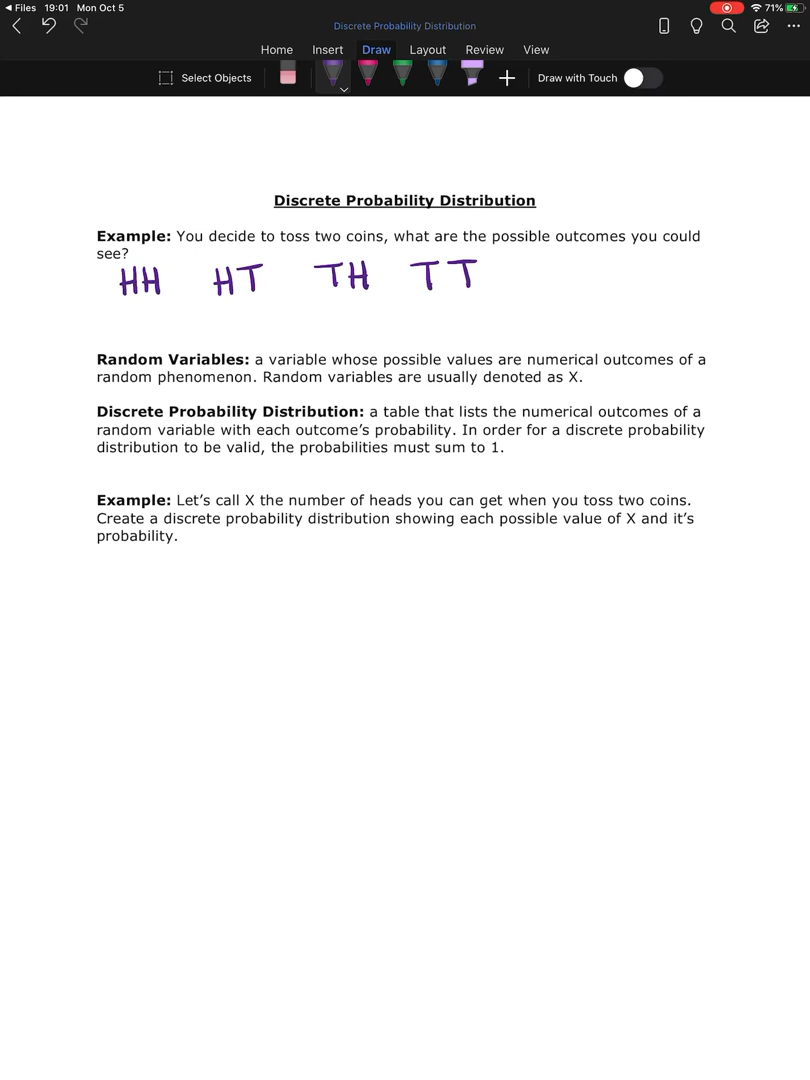 Files 19:01 Mon Oct 5 71%
Discrete Probability Distribution
Home Insert Draw Layout Review View
Select Objects Draw with Touch
Discrete Probability Distribution
Example: You decide to toss two coins, what are the possible outcomes you could
see?
HH HT TH TT
Random Variables: a variable whose possible values are numerical outcomes of a
random phenomenon. Random variables are usually denoted as X.
Discrete Probability Distribution: a table that lists the numerical outcomes of a
random variable with each outcome's probability. In order for a discrete probability
distribution to be valid, the probabilities must sum to 1.
Example: Let's call X the number of heads you can get when you toss two coins.
Create a discrete probability distribution showing each possible value of X and it's
probability.